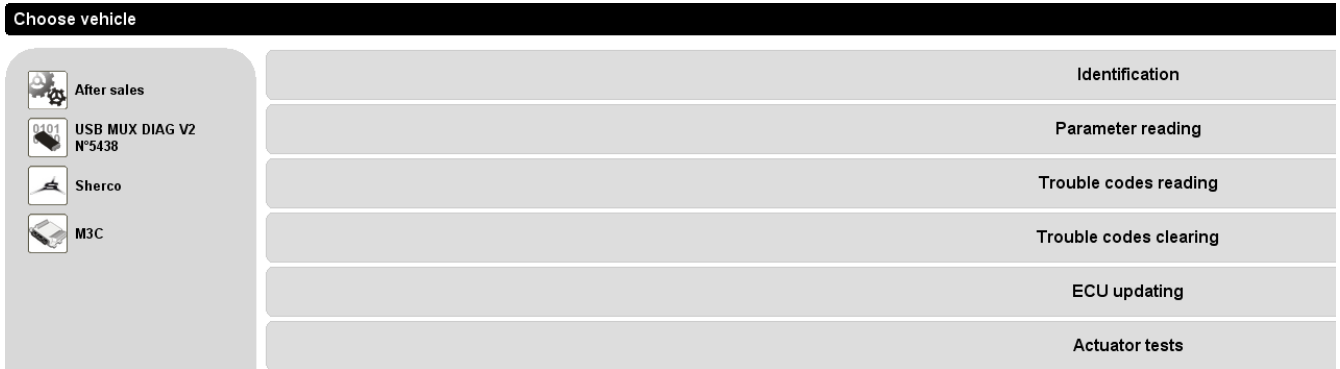 Choose vehicle
After sales
USB MUX DIAG V2
N°5438
Sherco
M3C
Identification
Parameter reading
Trouble codes reading
Trouble codes clearing
ECU updating
Actuator tests